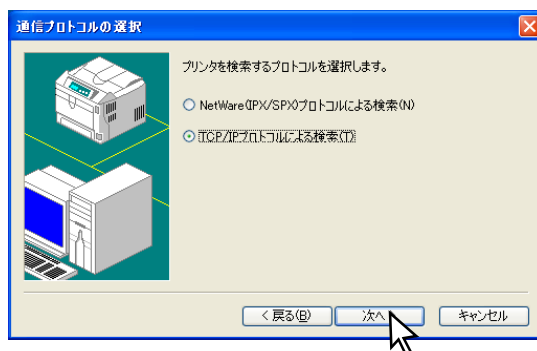 通信プロトコルの選択
プリンタを検索するプロトコルを選択します。
NetWare(IPX/SPX)プロトコルによる検索(N)
TCP/IPプロトコルによる検索(T)
< 戻る(B)
次へ
キャンセル